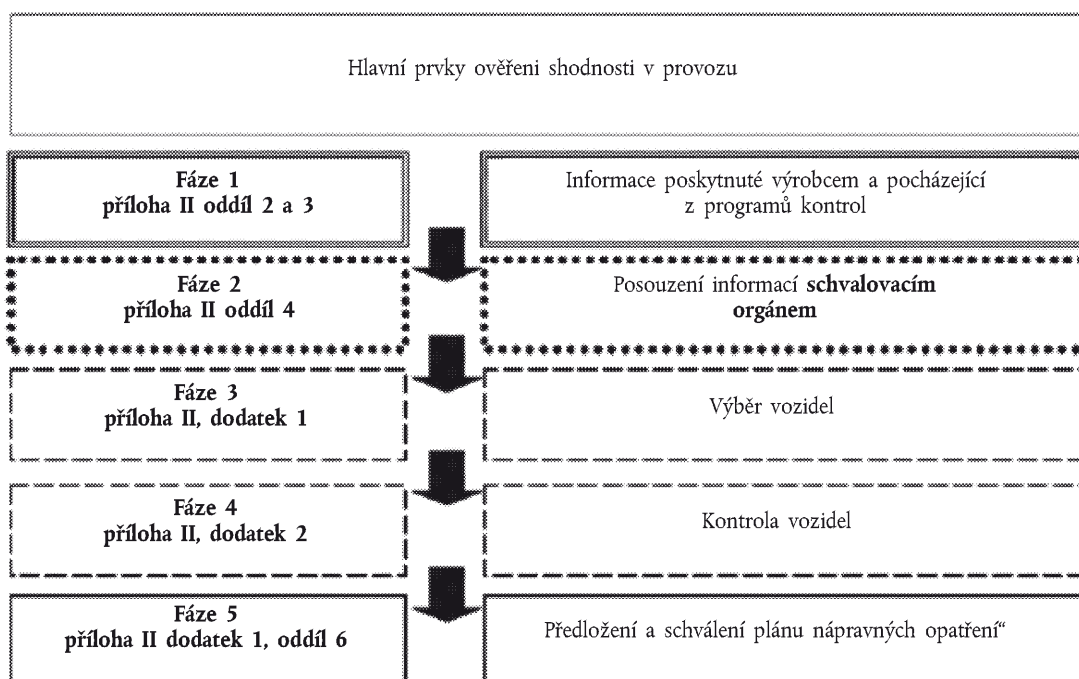 Hlavní prvky ověřeni shodnosti v provozu
Fáze 1
příloha II oddíl 2 a 3
Informace poskytnuté výrobcem a pocházející
z programů kontrol
Fáze 2
příloha II oddíl 4
Posouzení informací schvalovacím
orgánem
Fáze 3
příloha II, dodatek 1
Výběr vozidel
Fáze 4
příloha II, dodatek 2
Kontrola vozidel
Fáze 5
příloha II dodatek 1, oddíl 6
Předložení a schválení plánu nápravných opatření“